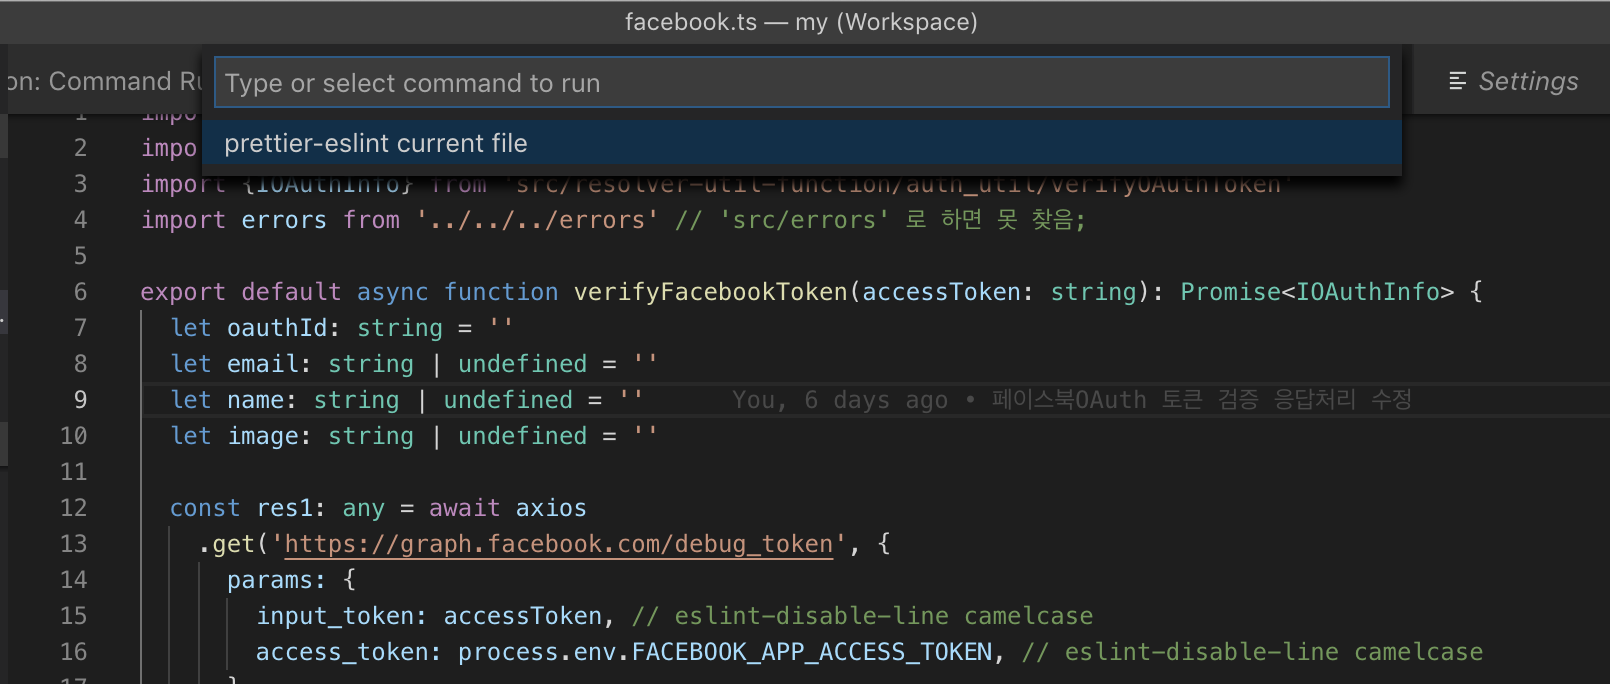 facebook.ts — my (Workspace)
on: Command Ru
Type or select command to run
Settings
prettier-eslint current file
1 impo
2 impo
3 import {IOAuthInfo} from 'src/resolver-util-function/auth_util/verifyOAuthToken'
4 import errors from '../../../errors' // 'src/errors' 로 하면 못 찾음;
5
6 export default async function verifyFacebookToken(accessToken: string): Promise<IOAuthInfo> {
7 let oauthId: string = ''
8 let email: string | undefined = ''
9 let name: string | undefined = '' You, 6 days ago • 페이스북OAuth 토큰 검증 응답처리 수정
10 let image: string | undefined = ''
11
12 const res1: any = await axios
13 .get('https://graph.facebook.com/debug_token', {
14 params: {
15 input_token: accessToken, // eslint-disable-line camelcase
16 access_token: process.env.FACEBOOK_APP_ACCESS_TOKEN, // eslint-disable-line camelcase
17 }